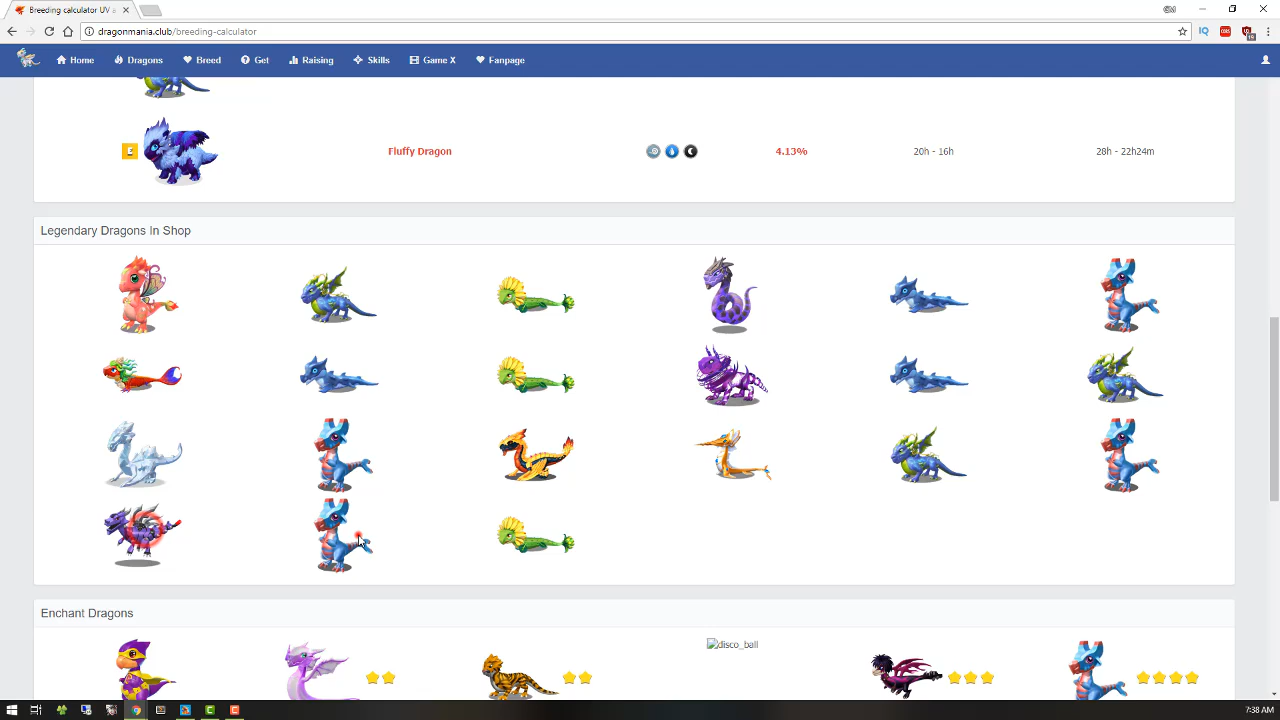 Breeding calculator UV a
dragonmania.club/breeding-calculator
Home Dragons Breed Get Raising Skills Game X Fanpage
E Fluffy Dragon 4.13% 20h - 16h 28h - 22h24m
Legendary Dragons In Shop
Enchant Dragons
disco_ball
7:38 AM